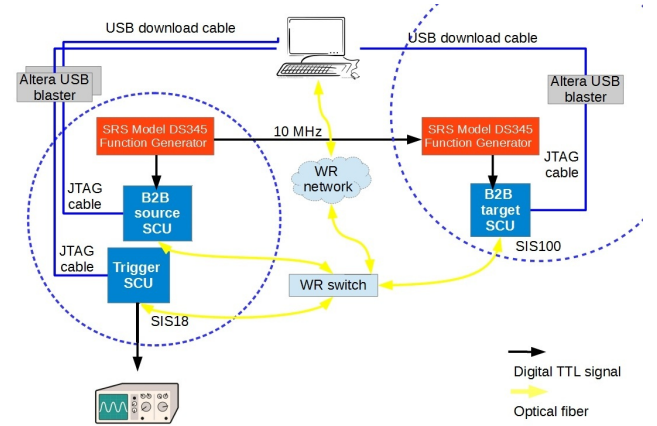 USB download cable
USB download cable
Altera USB
blaster
Altera USB
blaster
SRS Model DS345
Function Generator
10 MHz
SRS Model DS345
Function Generator
JTAG
cable
WR
network
JTAG
cable
B2B
source
SCU
B2B
target
SCU
SIS100
JTAG
cable
Trigger
SCU
WR switch
SIS18
Digital TTL signal
Optical fiber